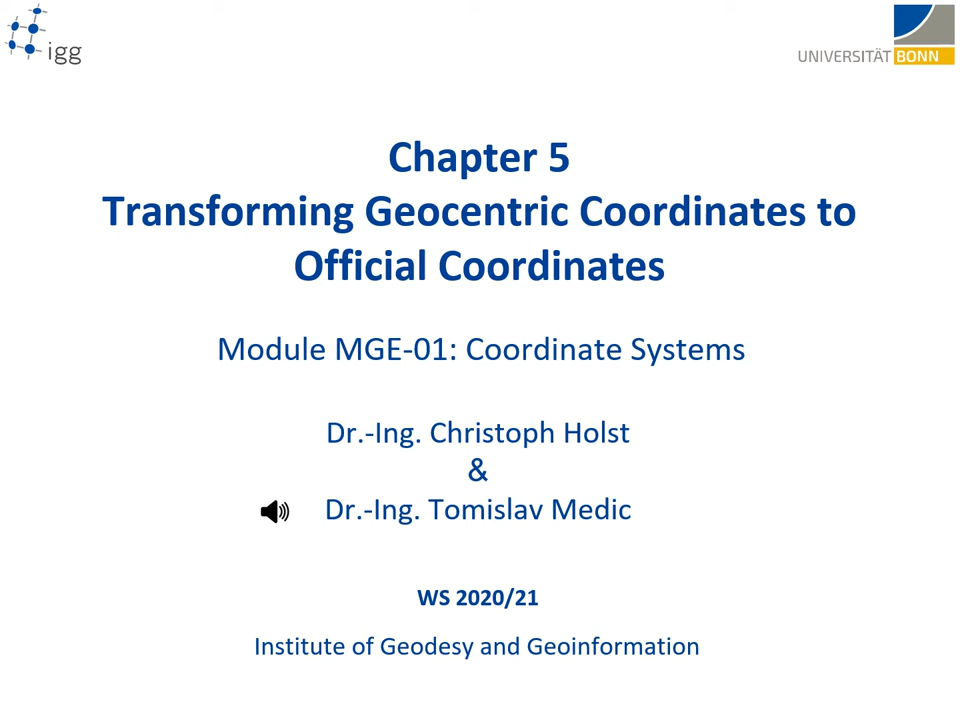 igg
UNIVERSITÄT BONN
Chapter 5
Transforming Geocentric Coordinates to
Official Coordinates
Module MGE-01: Coordinate Systems
Dr.-Ing. Christoph Holst
&
Dr.-Ing. Tomislav Medic
WS 2020/21
Institute of Geodesy and Geoinformation